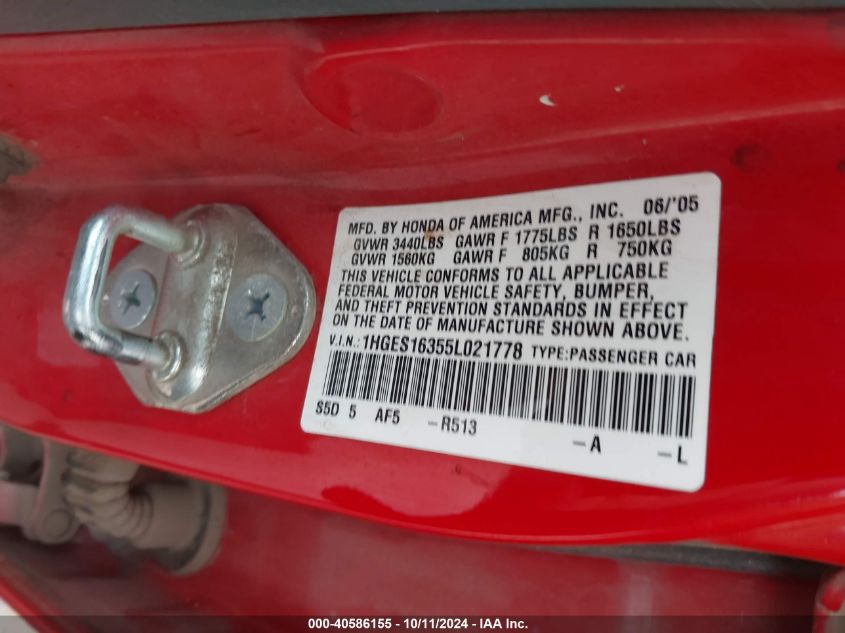 MFD. BY HONDA OF AMERICA MFG., INC. 06/'05
GVWR 3440LBS GAWR F 1775LBS R 1650LBS
GVWR 1560KG GAWR F 805KG R 750KG
THIS VEHICLE CONFORMS TO ALL APPLICABLE
FEDERAL MOTOR VEHICLE SAFETY, BUMPER,
AND THEFT PREVENTION STANDARDS IN EFFECT
ON THE DATE OF MANUFACTURE SHOWN ABOVE.
V.I.N.: 1HGES16355L021778 TYPE:PASSENGER CAR
S5D 5 AF5 -R513 -A -L
000-40586155 - 10/11/2024 - IAA Inc.